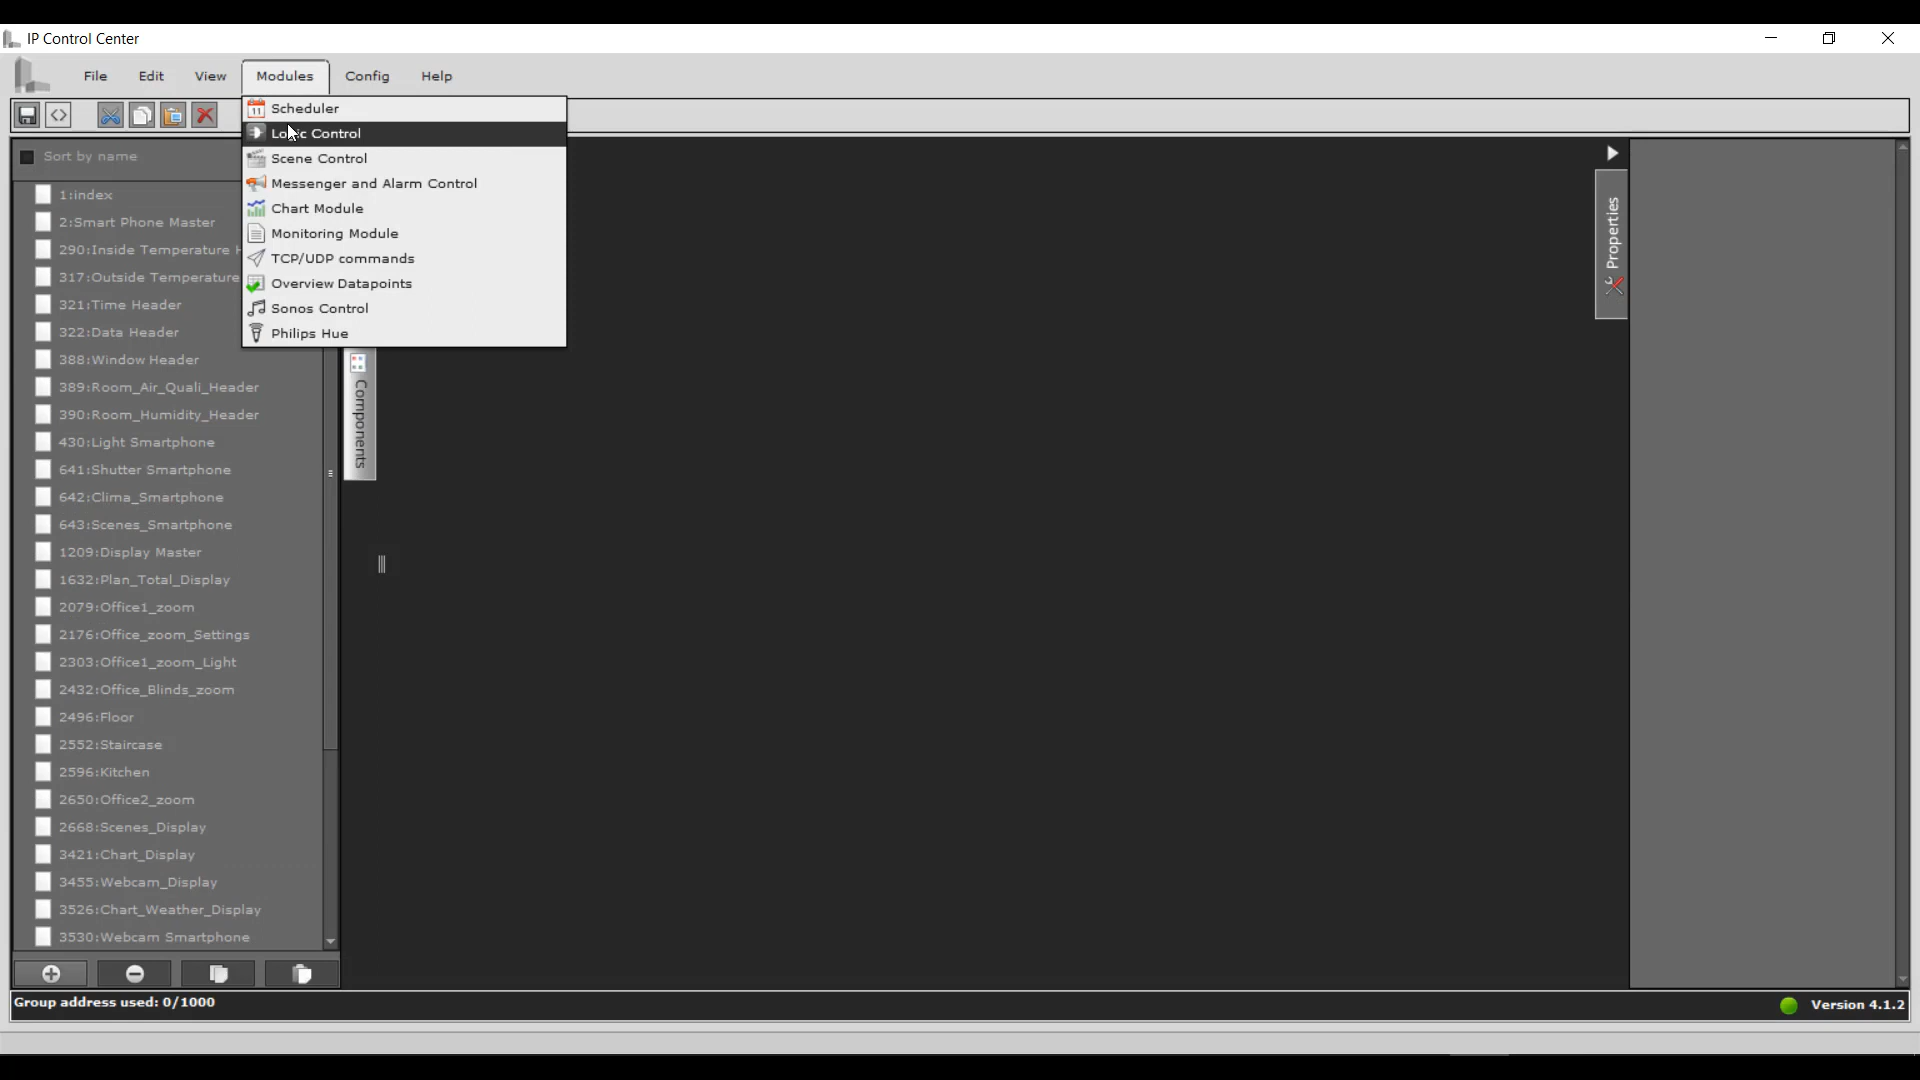 IP Control Center
File Edit View Modules Config Help
Scheduler
Logic Control
Scene Control
Messenger and Alarm Control
Chart Module
Monitoring Module
TCP/UDP commands
Overview Datapoints
Sonos Control
Philips Hue
Sort by name
1:index
2:Smart Phone Master
290:Inside Temperature
317:Outside Temperature
321:Time Header
322:Data Header
388:Window Header
389:Room_Air_Quali_Header
390:Room_Humidity_Header
430:Light Smartphone
641:Shutter Smartphone
642:Clima_Smartphone
643:Scenes_Smartphone
1209:Display Master
1632:Plan_Total_Display
2079:Office1_zoom
2176:Office_zoom_Settings
2303:Office1_zoom_Light
2432:Office_Blinds_zoom
2496:Floor
2552:Staircase
2596:Kitchen
2650:Office2_zoom
2668:Scenes_Display
3421:Chart_Display
3455:Webcam_Display
3526:Chart_Weather_Display
3530:Webcam Smartphone
Components
Properties
Group address used: 0/1000
Version 4.1.2